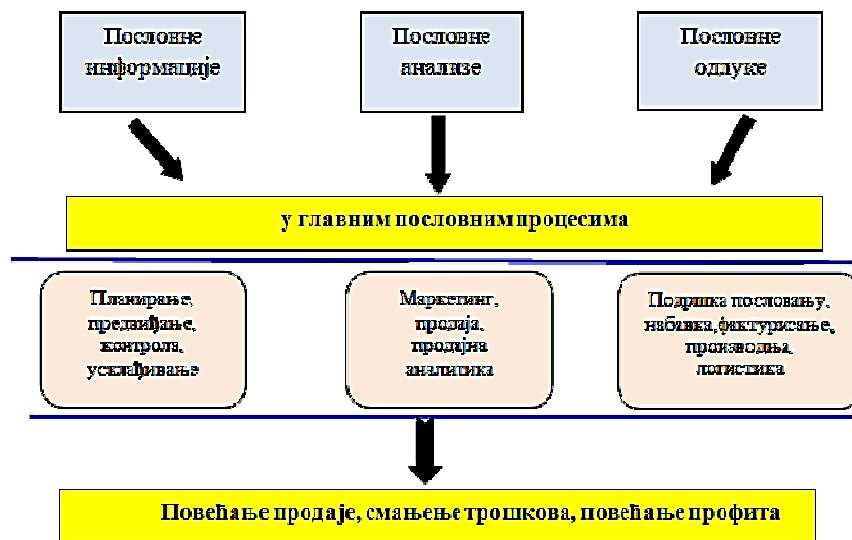 Пословне
информације
Пословне
анализе
Пословне
одлуке
у главним пословним процесима
Планирање,
предвиђање,
контрола,
усклађивање
Маркетинг,
продаја,
продајна
аналитика
Подршка пословању,
набавка, фактурисање,
производња,
логистика
Повећање продаје, смањење трошкова, повећање профита